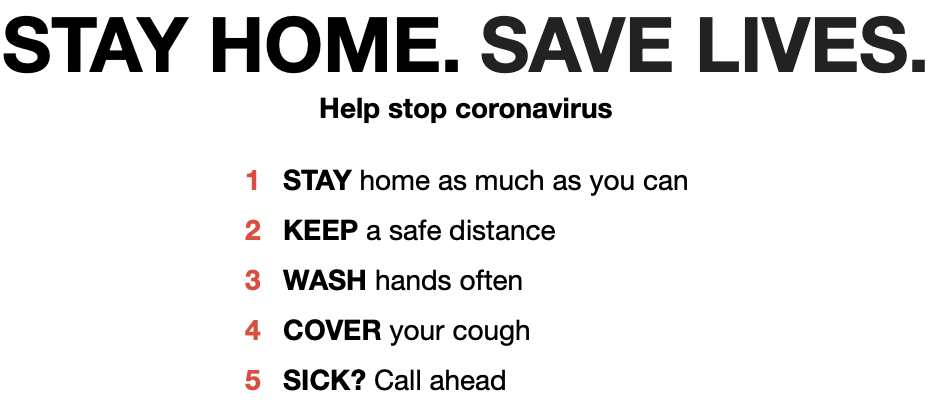 STAY HOME. SAVE LIVES.
Help stop coronavirus
1 STAY home as much as you can
2 KEEP a safe distance
3 WASH hands often
4 COVER your cough
5 SICK? Call ahead